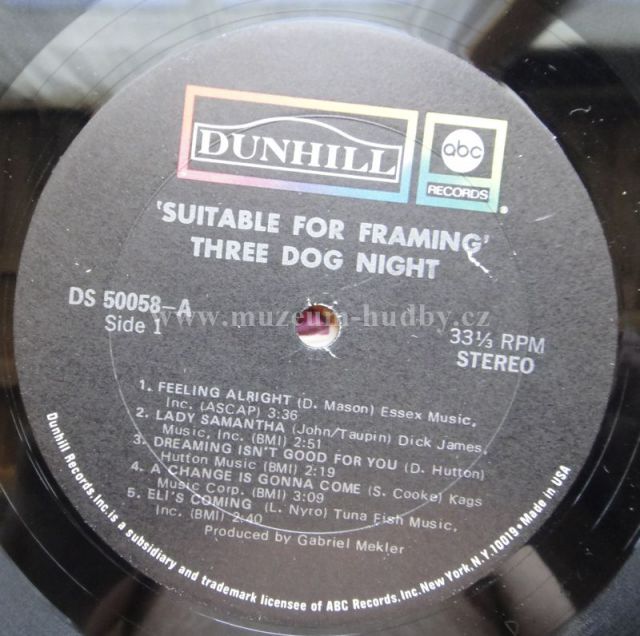 DUNHILL
abc
RECORDS
'SUITABLE FOR FRAMING'
THREE DOG NIGHT
DS 50058-A
Side 1
www.muzeum-hudby.cz
33⅓ RPM
STEREO
1. FEELING ALRIGHT (D. Mason) Essex Music,
Inc. (ASCAP) 3:36
2. LADY SAMANTHA (John/Taupin) Dick James,
Music, Inc. (BMI) 2:51
3. DREAMING ISN'T GOOD FOR YOU (D. Hutton)
Hutton Music (BMI) 2:19
4. A CHANGE IS GONNA COME (S. Cooke) Kags
Music Corp. (BMI) 3:09
5. ELI'S COMING (L. Nyro) Tuna Fish Music,
Inc. (BMI) 2:40
Produced by Gabriel Mekler
Dunhill Records,Inc.is a subsidiary and trademark licensee of ABC Records,Inc.New York,N.Y.10019•Made in USA